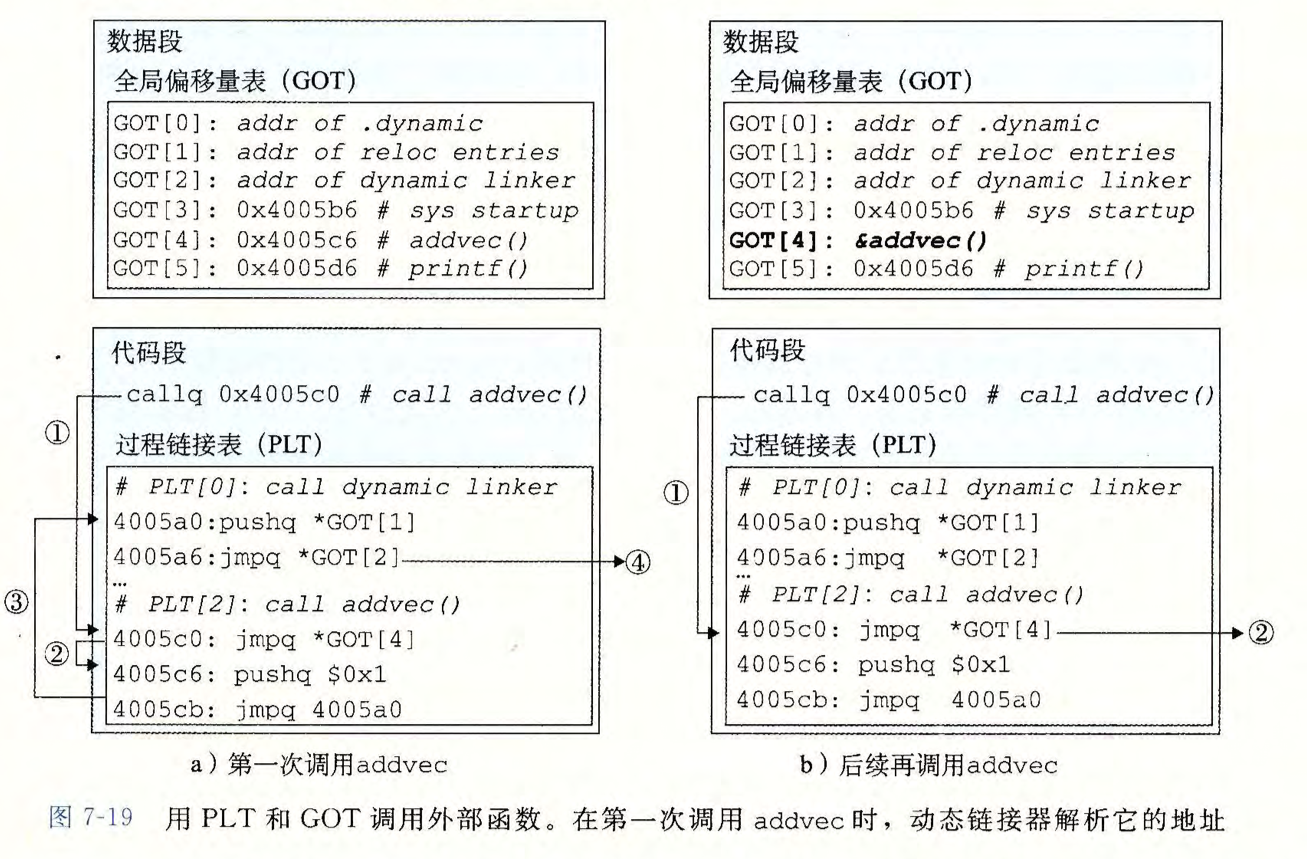 数据段
全局偏移量表（GOT）
GOT[0]: addr of .dynamic
GOT[1]: addr of reloc entries
GOT[2]: addr of dynamic linker
GOT[3]: 0x4005b6 # sys startup
GOT[4]: 0x4005c6 # addvec()
GOT[5]: 0x4005d6 # printf()
代码段
callq 0x4005c0 # call addvec()
①
过程链接表（PLT）
# PLT[0]: call dynamic linker
4005a0:pushq *GOT[1]
4005a6:jmpq *GOT[2]
④
…
③
# PLT[2]: call addvec()
4005c0: jmpq *GOT[4]
②
4005c6: pushq $0x1
4005cb: jmpq 4005a0
a）第一次调用addvec
数据段
全局偏移量表（GOT）
GOT[0]: addr of .dynamic
GOT[1]: addr of reloc entries
GOT[2]: addr of dynamic linker
GOT[3]: 0x4005b6 # sys startup
GOT[4]: &addvec()
GOT[5]: 0x4005d6 # printf()
代码段
callq 0x4005c0 # call addvec()
过程链接表（PLT）
①
# PLT[0]: call dynamic linker
4005a0:pushq *GOT[1]
4005a6:jmpq *GOT[2]
…
# PLT[2]: call addvec()
4005c0: jmpq *GOT[4]
②
4005c6: pushq $0x1
4005cb: jmpq 4005a0
b）后续再调用addvec
图 7-19 用 PLT 和 GOT 调用外部函数。在第一次调用 addvec 时，动态链接器解析它的地址